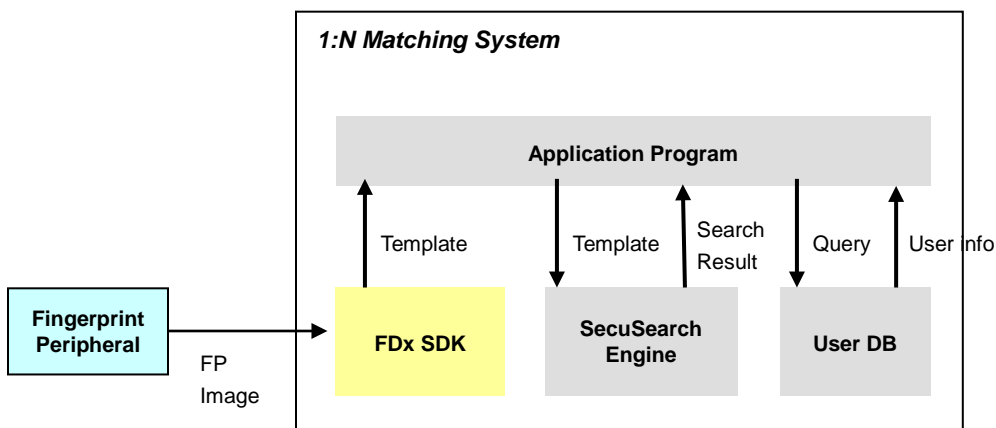 1:N Matching System
Application Program
Template
Template
Search
Result
Query
User info
Fingerprint
Peripheral
FP
Image
FDx SDK
SecuSearch
Engine
User DB